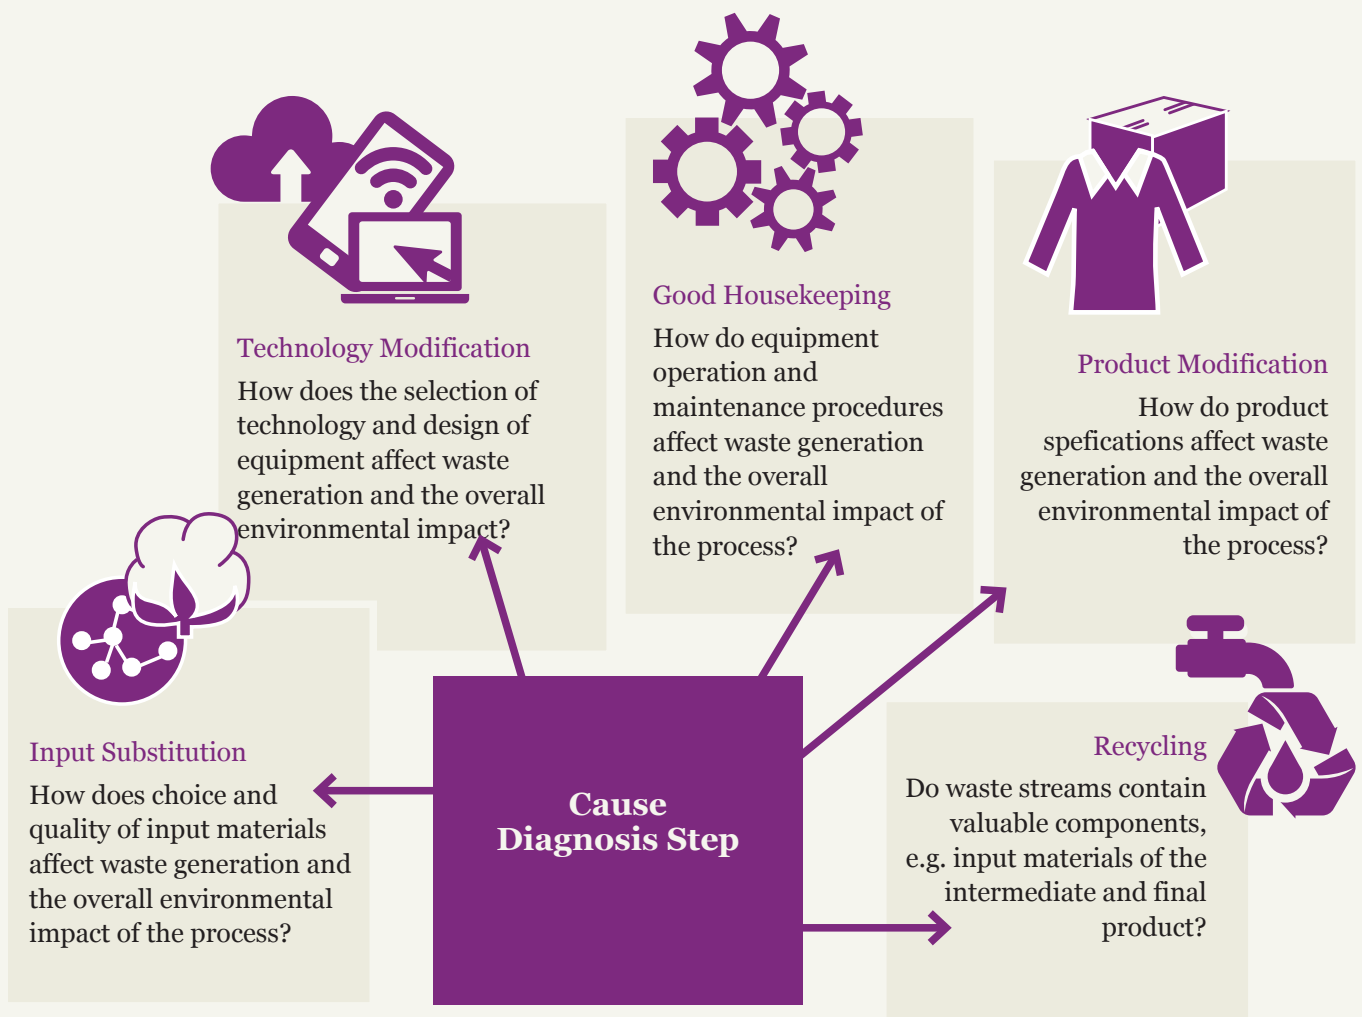 Technology Modification
How does the selection of
technology and design of
equipment affect waste
generation and the overall
environmental impact?
Good Housekeeping
How do equipment
operation and
maintenance procedures
affect waste generation
and the overall
environmental impact of
the process?
Product Modification
How do product
spefications affect waste
generation and the overall
environmental impact of
the process?
Input Substitution
How does choice and
quality of input materials
affect waste generation and
the overall environmental
impact of the process?
Cause
Diagnosis Step
Recycling
Do waste streams contain
valuable components,
e.g. input materials of the
intermediate and final
product?